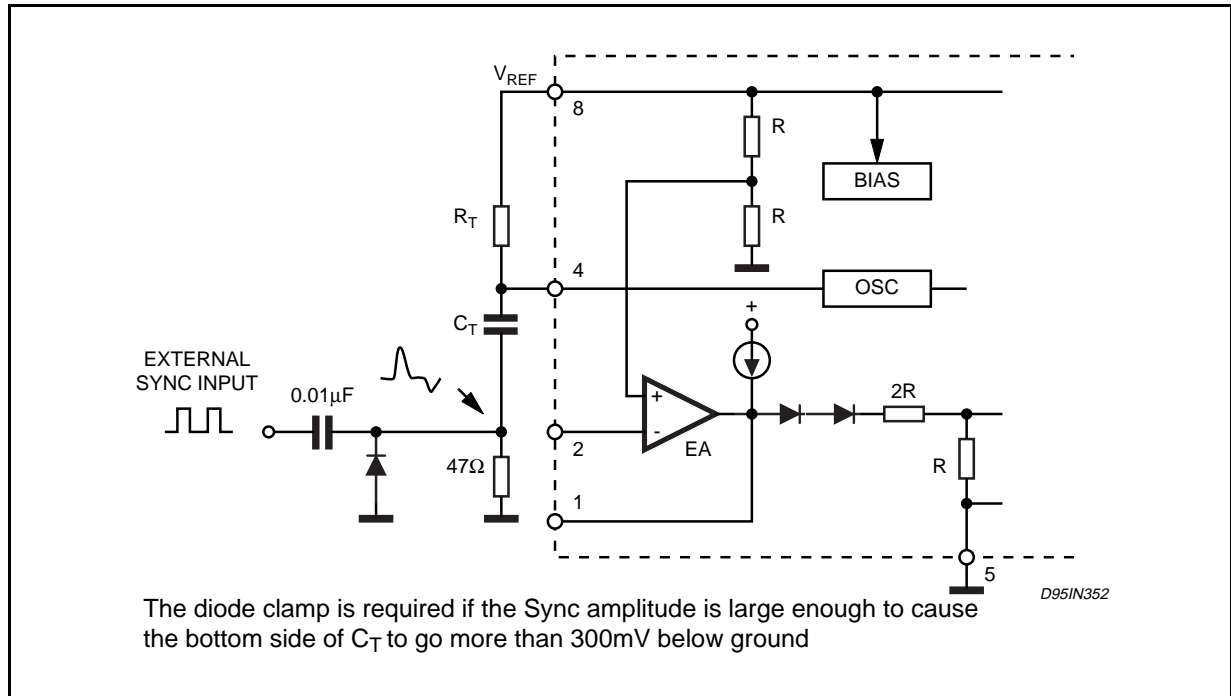 VREF
8
R
BIAS
RT
R
4
OSC
CT
+
EXTERNAL
SYNC INPUT
0.01μF
2R
+
-
EA
2
47Ω
R
1
5
D95IN352
The diode clamp is required if the Sync amplitude is large enough to cause
the bottom side of CT to go more than 300mV below ground